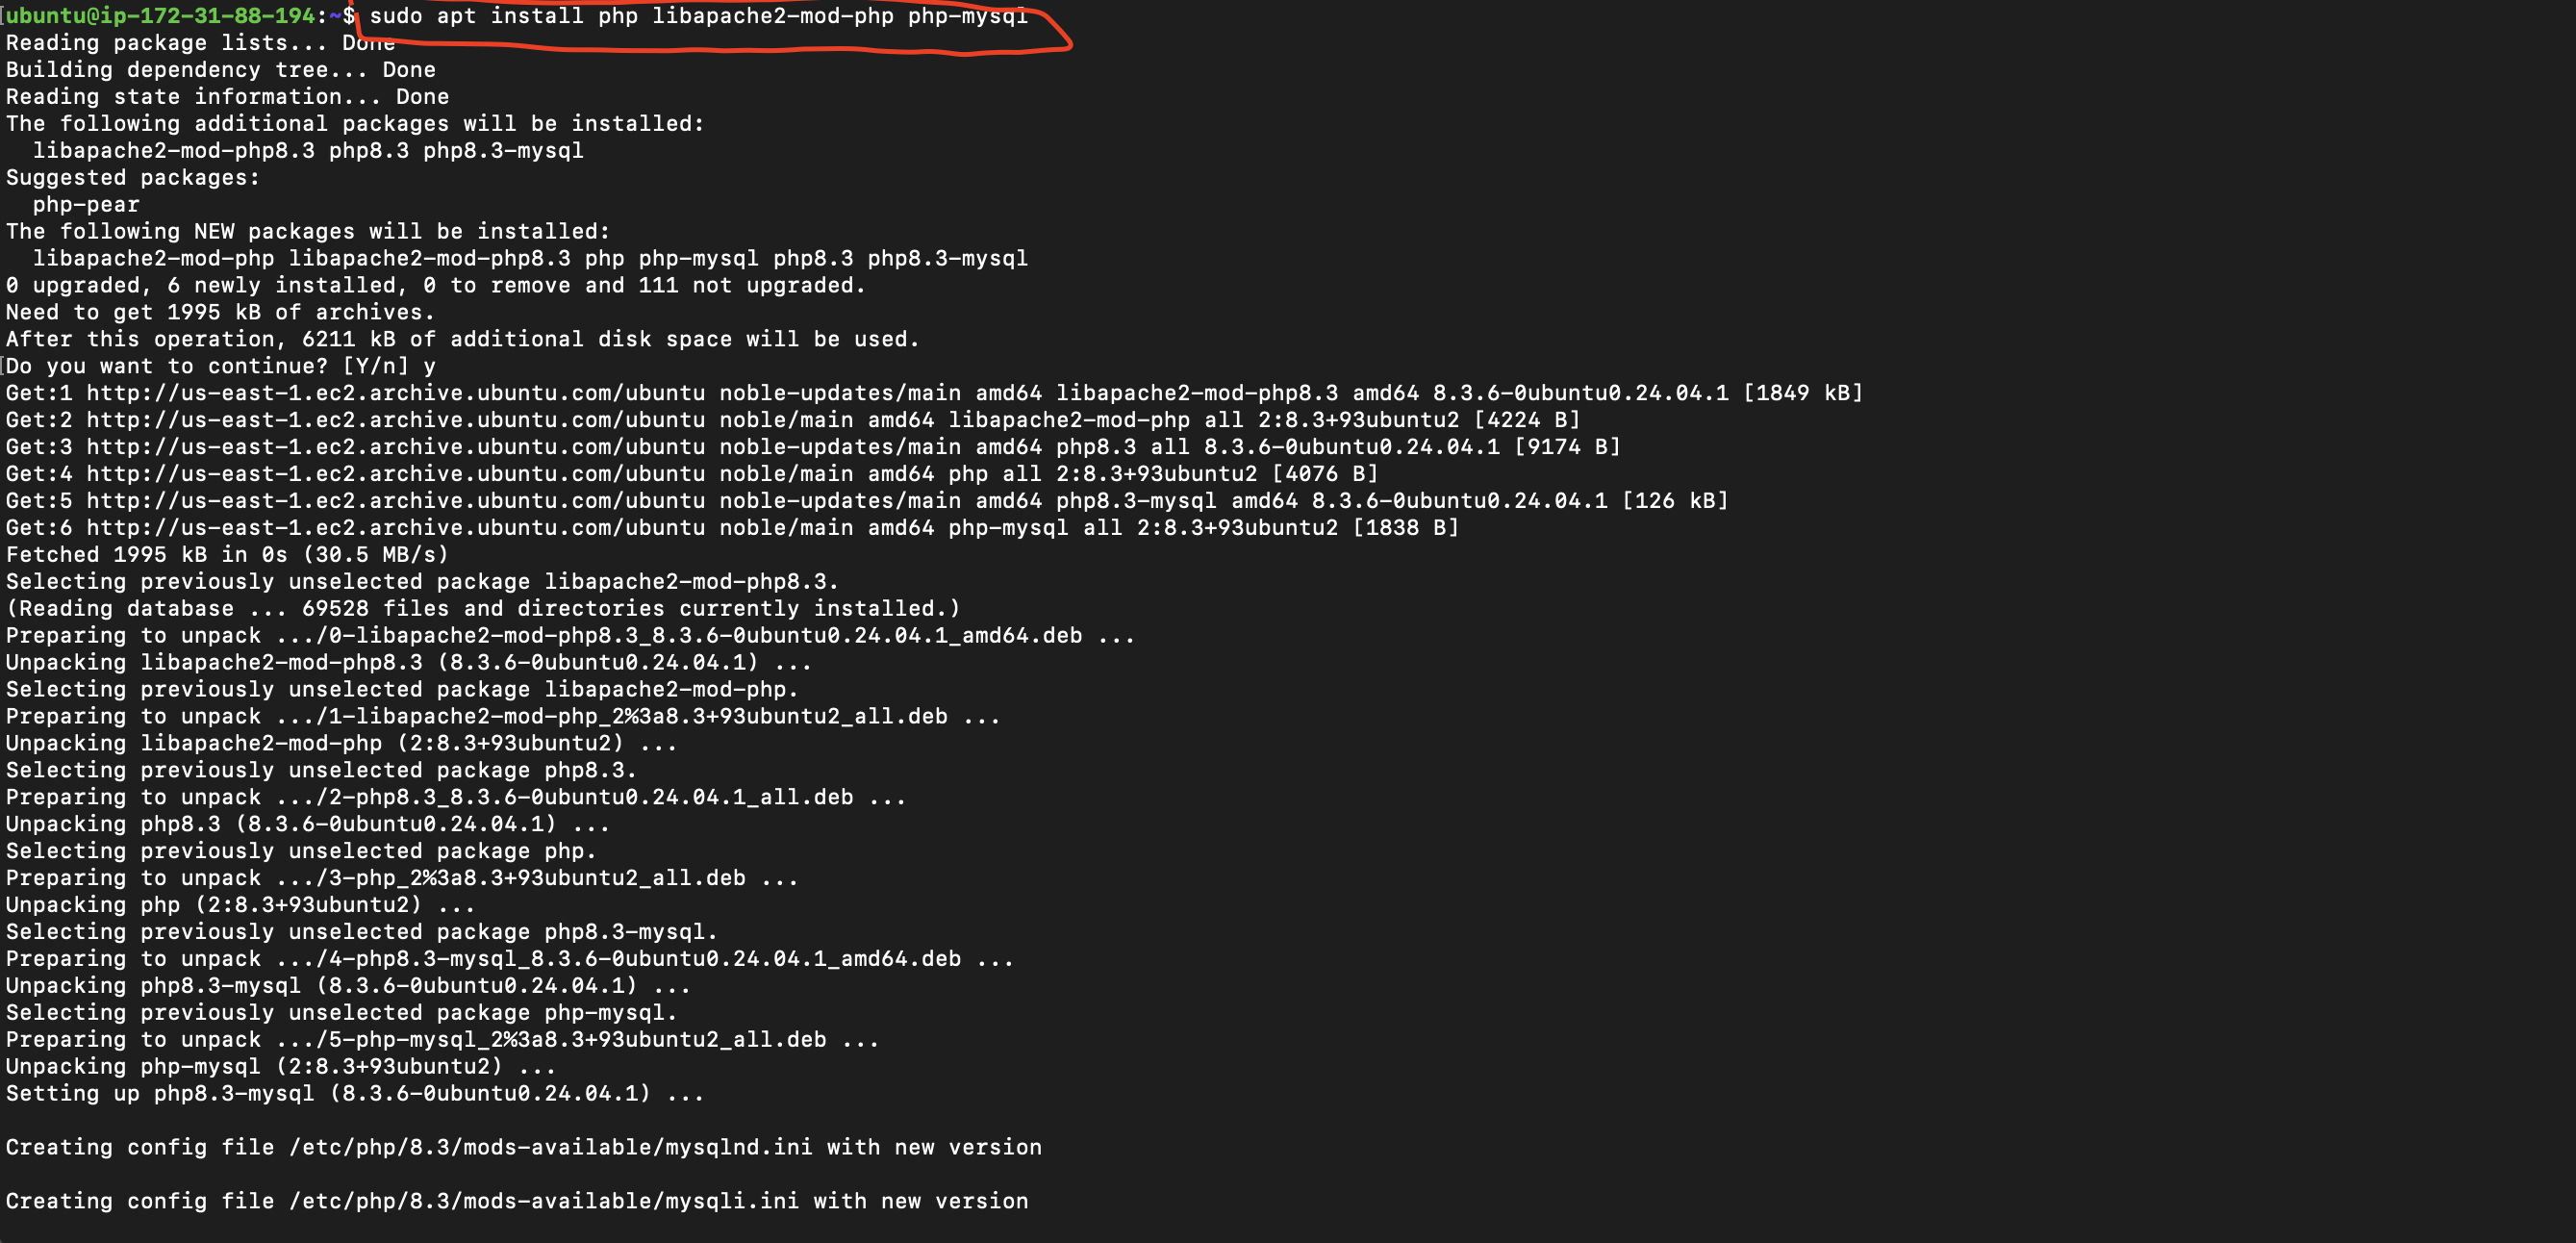 ubuntu@ip-172-31-88-194:~$ sudo apt install php libapache2-mod-php php-mysql
Reading package lists... Done
Building dependency tree... Done
Reading state information... Done
The following additional packages will be installed:
  libapache2-mod-php8.3 php8.3 php8.3-mysql
Suggested packages:
  php-pear
The following NEW packages will be installed:
  libapache2-mod-php libapache2-mod-php8.3 php php-mysql php8.3 php8.3-mysql
0 upgraded, 6 newly installed, 0 to remove and 111 not upgraded.
Need to get 1995 kB of archives.
After this operation, 6211 kB of additional disk space will be used.
Do you want to continue? [Y/n] y
Get:1 http://us-east-1.ec2.archive.ubuntu.com/ubuntu noble-updates/main amd64 libapache2-mod-php8.3 amd64 8.3.6-0ubuntu0.24.04.1 [1849 kB]
Get:2 http://us-east-1.ec2.archive.ubuntu.com/ubuntu noble/main amd64 libapache2-mod-php all 2:8.3+93ubuntu2 [4224 B]
Get:3 http://us-east-1.ec2.archive.ubuntu.com/ubuntu noble-updates/main amd64 php8.3 all 8.3.6-0ubuntu0.24.04.1 [9174 B]
Get:4 http://us-east-1.ec2.archive.ubuntu.com/ubuntu noble/main amd64 php all 2:8.3+93ubuntu2 [4076 B]
Get:5 http://us-east-1.ec2.archive.ubuntu.com/ubuntu noble-updates/main amd64 php8.3-mysql amd64 8.3.6-0ubuntu0.24.04.1 [126 kB]
Get:6 http://us-east-1.ec2.archive.ubuntu.com/ubuntu noble/main amd64 php-mysql all 2:8.3+93ubuntu2 [1838 B]
Fetched 1995 kB in 0s (30.5 MB/s)
Selecting previously unselected package libapache2-mod-php8.3.
(Reading database ... 69528 files and directories currently installed.)
Preparing to unpack .../0-libapache2-mod-php8.3_8.3.6-0ubuntu0.24.04.1_amd64.deb ...
Unpacking libapache2-mod-php8.3 (8.3.6-0ubuntu0.24.04.1) ...
Selecting previously unselected package libapache2-mod-php.
Preparing to unpack .../1-libapache2-mod-php_2%3a8.3+93ubuntu2_all.deb ...
Unpacking libapache2-mod-php (2:8.3+93ubuntu2) ...
Selecting previously unselected package php8.3.
Preparing to unpack .../2-php8.3_8.3.6-0ubuntu0.24.04.1_all.deb ...
Unpacking php8.3 (8.3.6-0ubuntu0.24.04.1) ...
Selecting previously unselected package php.
Preparing to unpack .../3-php_2%3a8.3+93ubuntu2_all.deb ...
Unpacking php (2:8.3+93ubuntu2) ...
Selecting previously unselected package php8.3-mysql.
Preparing to unpack .../4-php8.3-mysql_8.3.6-0ubuntu0.24.04.1_amd64.deb ...
Unpacking php8.3-mysql (8.3.6-0ubuntu0.24.04.1) ...
Selecting previously unselected package php-mysql.
Preparing to unpack .../5-php-mysql_2%3a8.3+93ubuntu2_all.deb ...
Unpacking php-mysql (2:8.3+93ubuntu2) ...
Setting up php8.3-mysql (8.3.6-0ubuntu0.24.04.1) ...
Creating config file /etc/php/8.3/mods-available/mysqlnd.ini with new version
Creating config file /etc/php/8.3/mods-available/mysqli.ini with new version